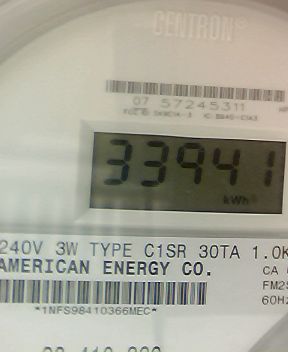 CENTRON®
07 57245311
33941
kWh
240V 3W TYPE C1SR 30TA 1.0K
AMERICAN ENERGY CO.
CA
FM2S
60Hz
*1NFS98410366MEC*